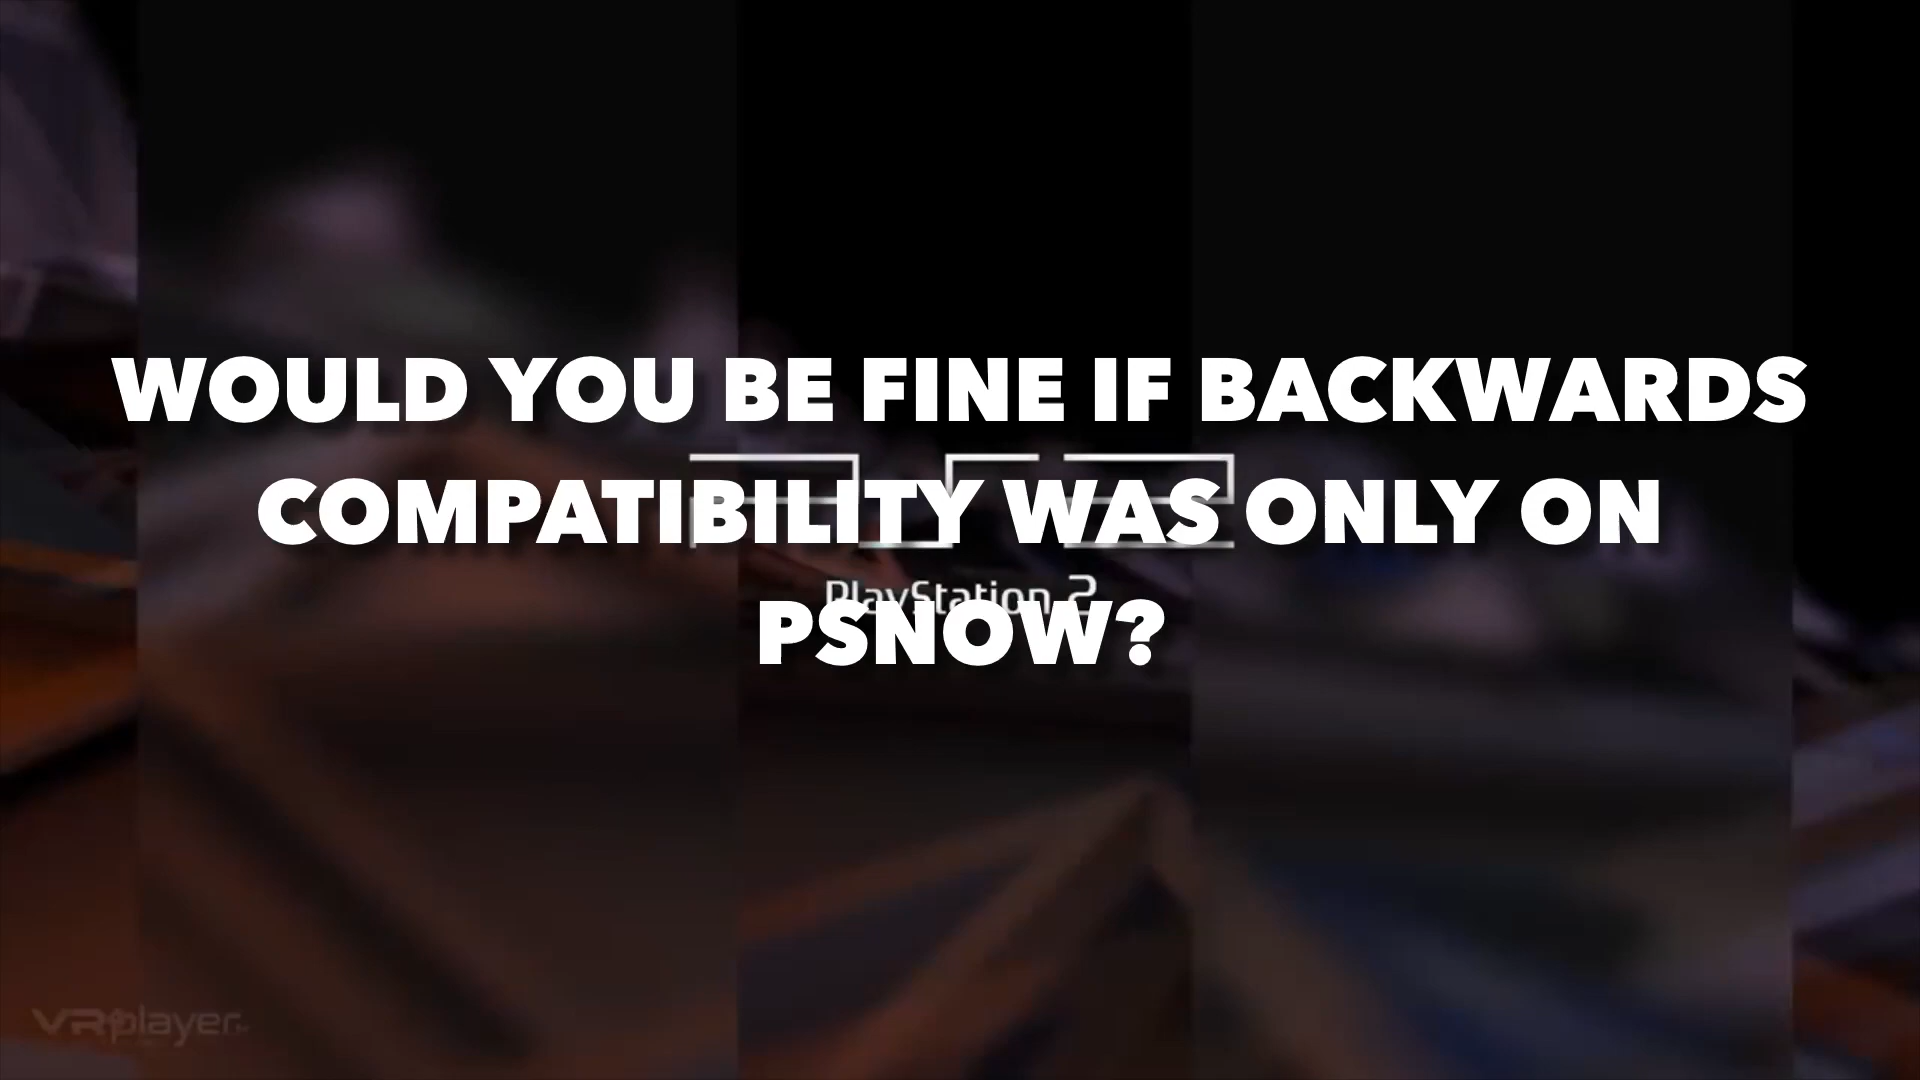 WOULD YOU BE FINE IF BACKWARDS
COMPATIBILITY WAS ONLY ON
PlayStation 2
PSNOW?
VRplayer